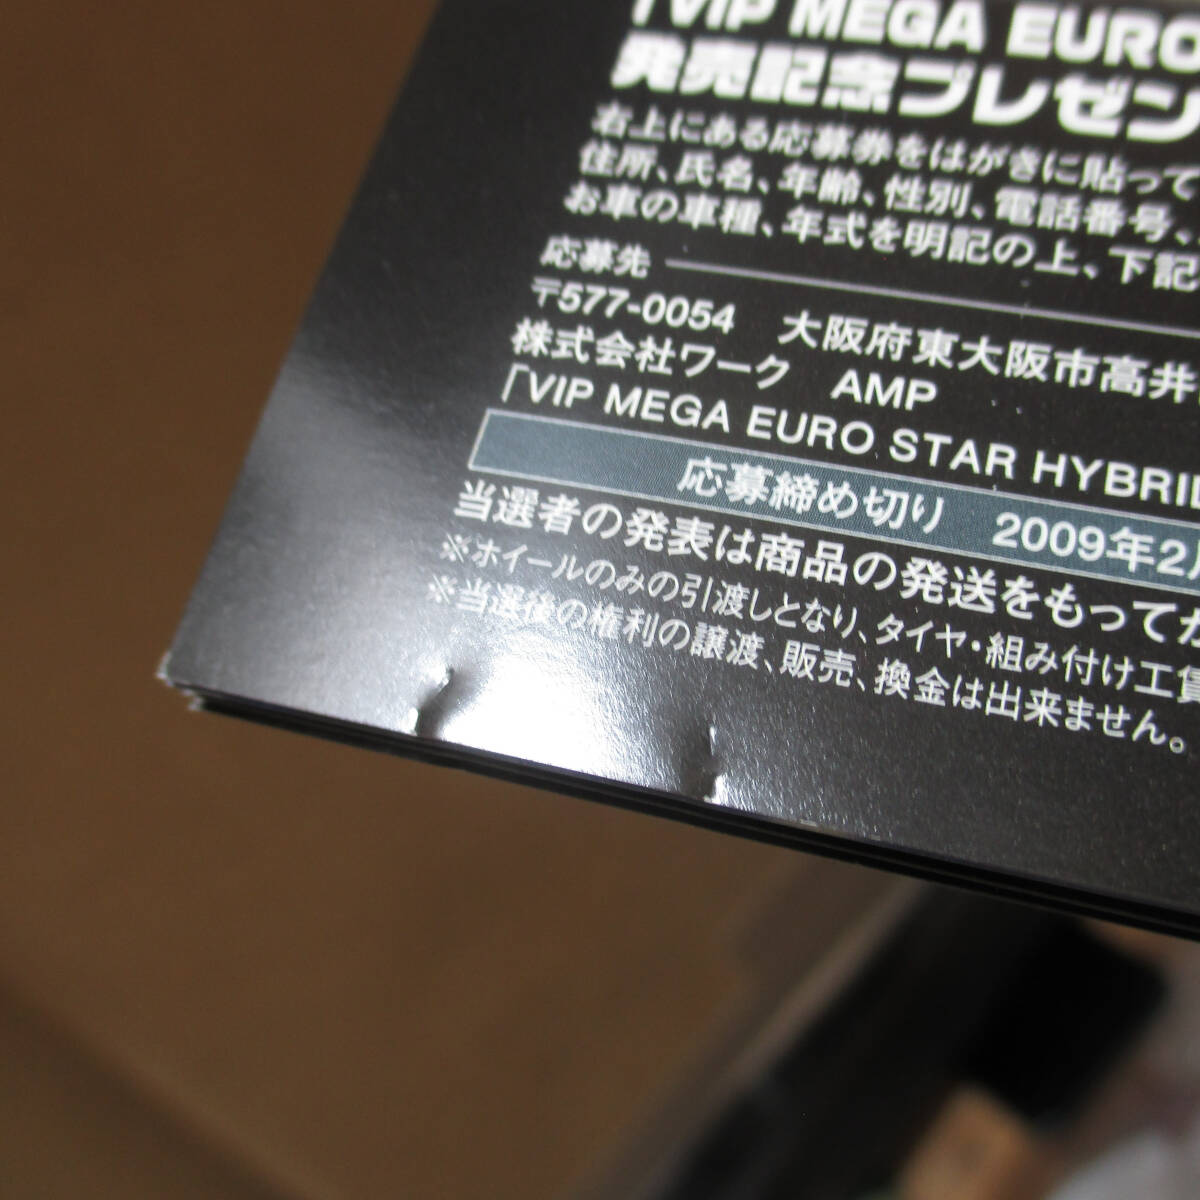 「VIP MEGA EURO
発売記念プレゼン
右上にある応募券をはがきに貼って
住所、氏名、年齢、性別、電話番号、
お車の車種、年式を明記の上、下記
応募先
〒577-0054　大阪府東大阪市高井
株式会社ワーク　AMP
「VIP MEGA EURO STAR HYBRID
応募締め切り　2009年2月
当選者の発表は商品の発送をもってか
※ホイールのみの引渡しとなり、タイヤ・組み付け工賃
※当選後の権利の譲渡、販売、換金は出来ません。